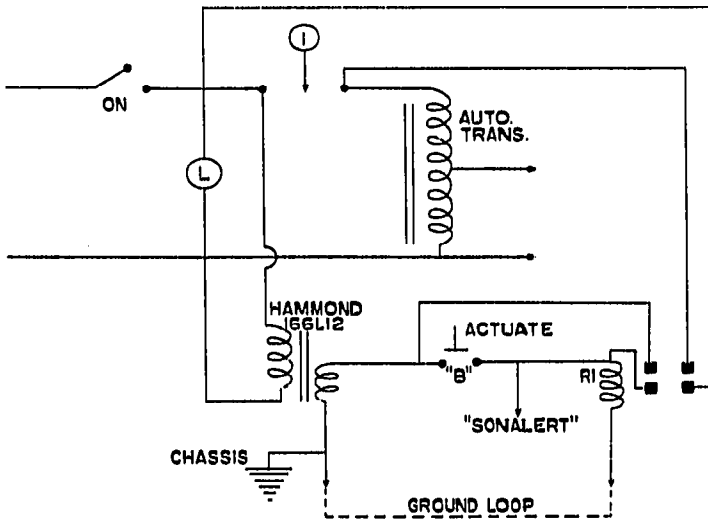 I
ON
AUTO.
TRANS.
L
HAMMOND
166L12
ACTUATE
"B"
R1
"SONALERT"
CHASSIS
GROUND LOOP